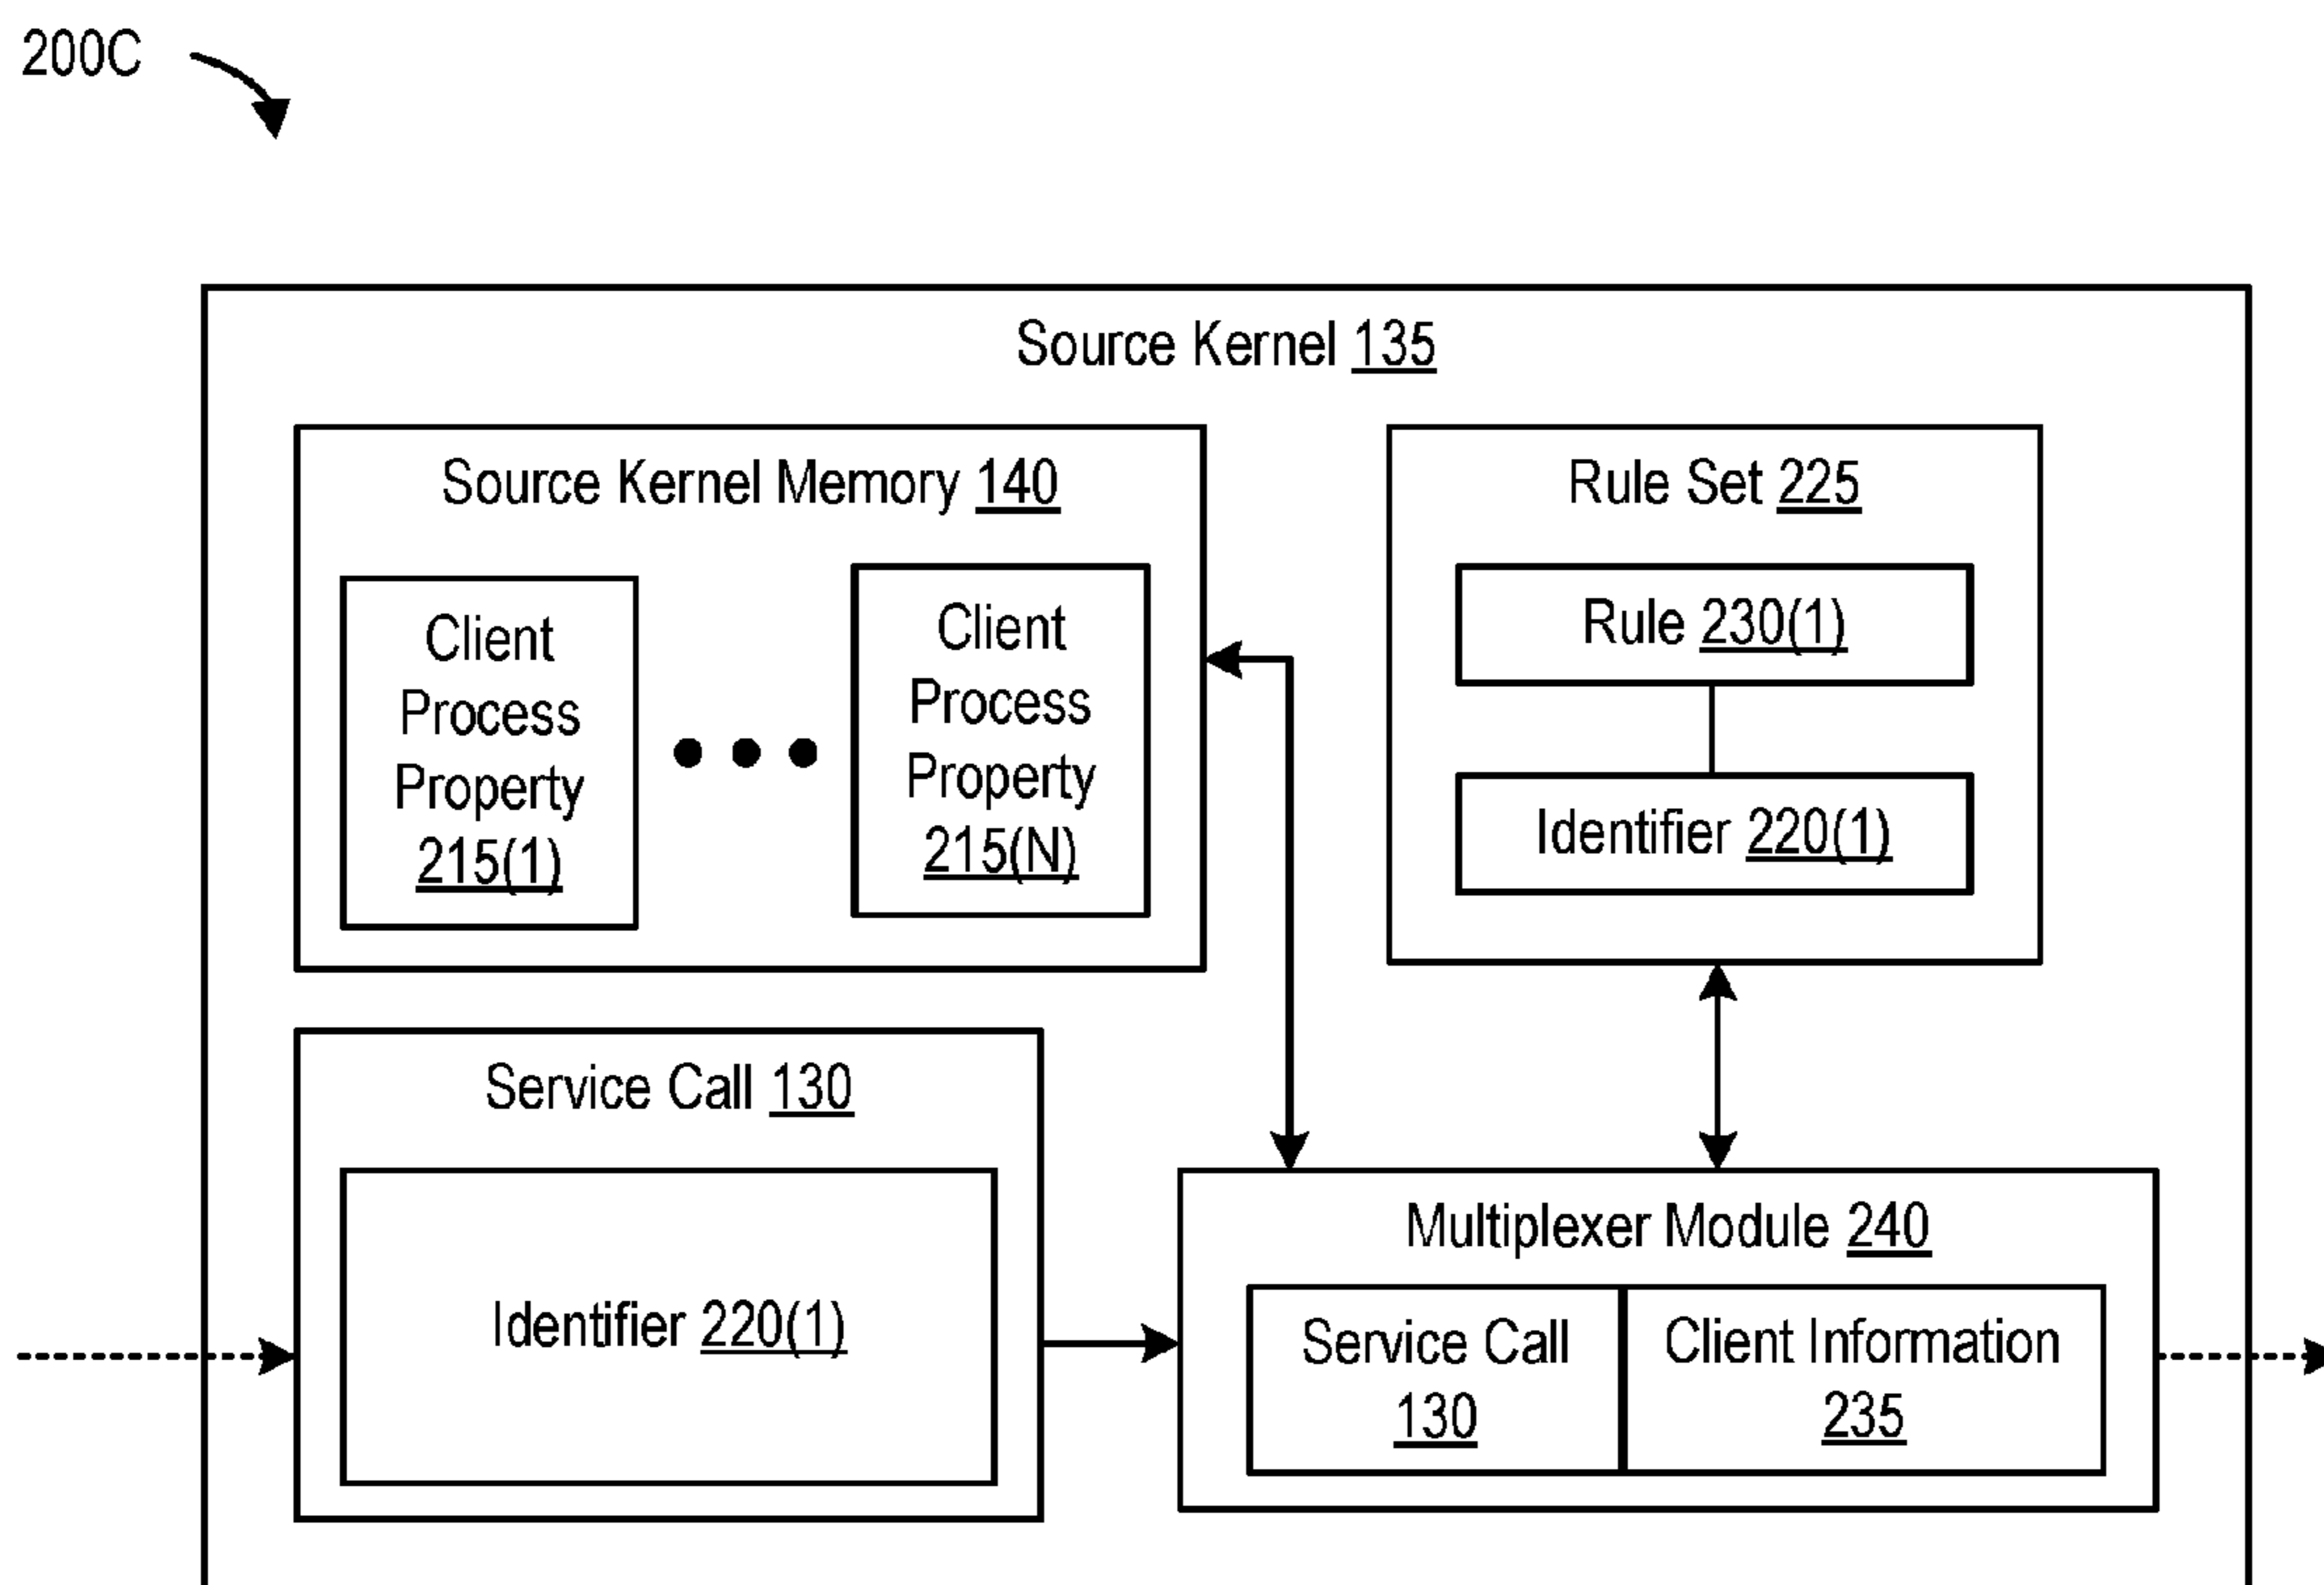 200C
Source Kernel 135
Source Kernel Memory 140
Client
Process
Property
215(1)
Client
Process
Property
215(N)
Rule Set 225
Rule 230(1)
Identifier 220(1)
Service Call 130
Identifier 220(1)
Multiplexer Module 240
Service Call
130
Client Information
235